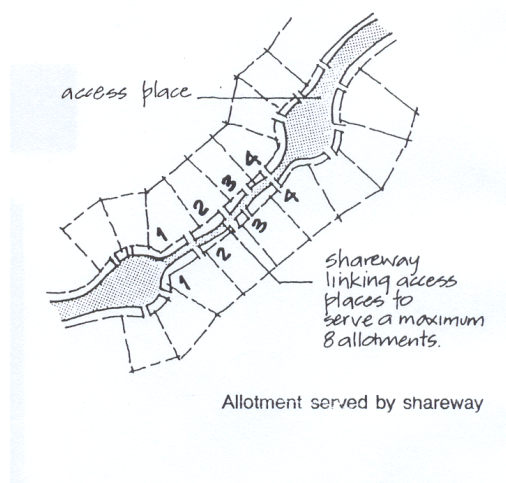 access place
1
2
3
4
1
2
3
4
shareway
linking access
places to
serve a maximum
8 allotments.
Allotment served by shareway